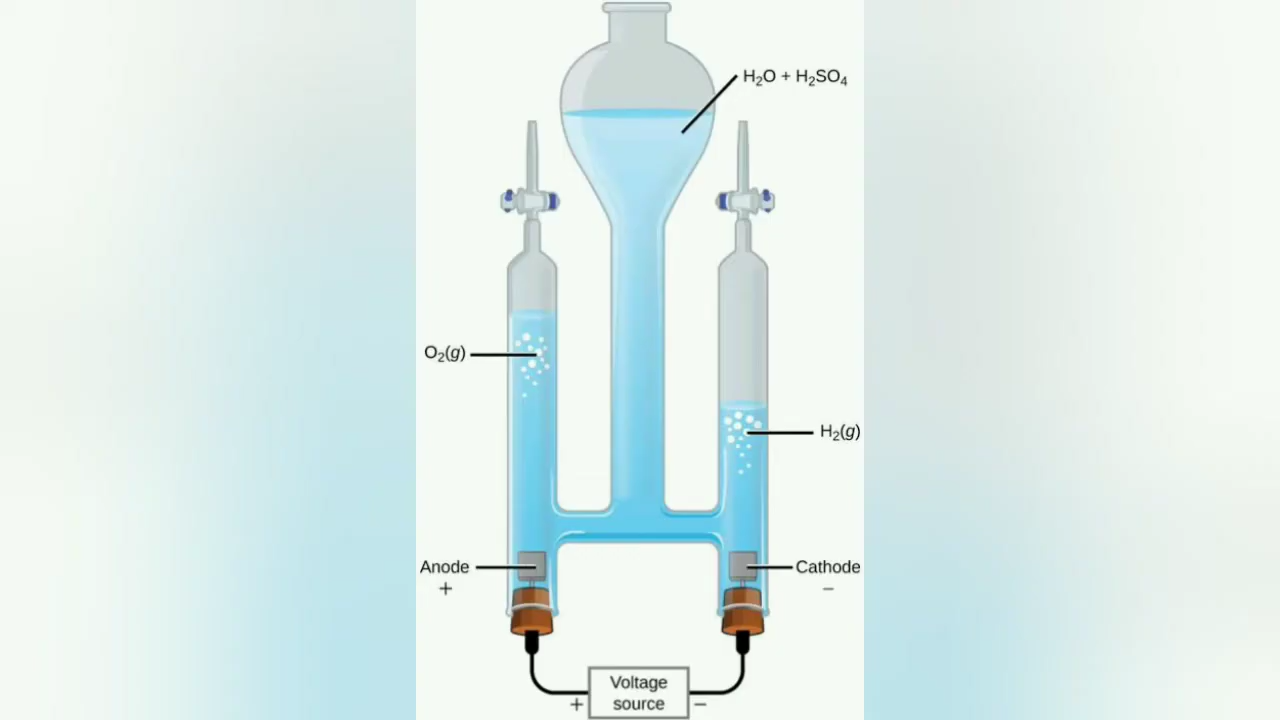 H₂O + H₂SO₄
O₂(g)
H₂(g)
Anode
+
Cathode
−
Voltage
source
+
−